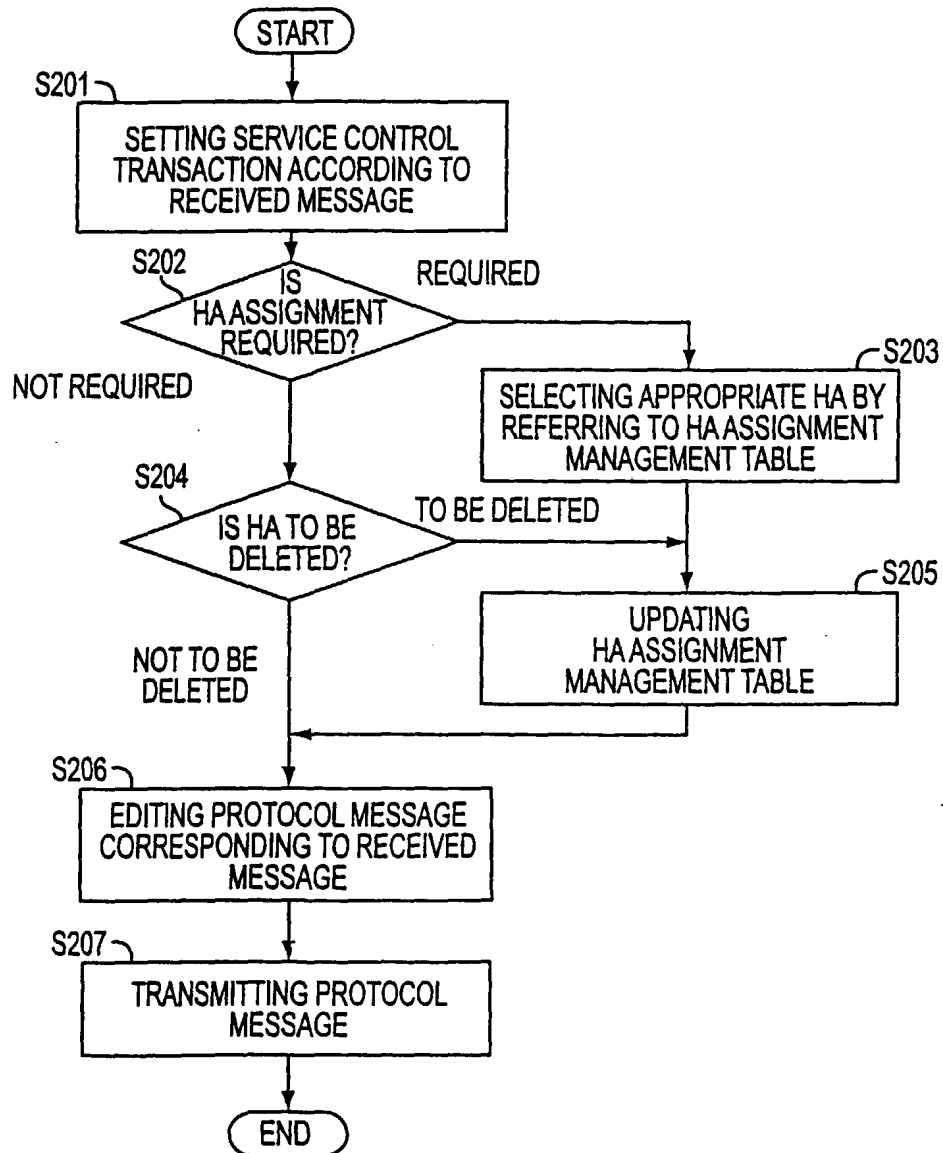 START
S201
SETTING SERVICE CONTROL
TRANSACTION ACCORDING TO
RECEIVED MESSAGE
S202
IS
HA ASSIGNMENT
REQUIRED?
REQUIRED
NOT REQUIRED
S203
SELECTING APPROPRIATE HA BY
REFERRING TO HA ASSIGNMENT
MANAGEMENT TABLE
S204
IS HA TO BE
DELETED?
TO BE DELETED
NOT TO BE
DELETED
S205
UPDATING
HA ASSIGNMENT
MANAGEMENT TABLE
S206
EDITING PROTOCOL MESSAGE
CORRESPONDING TO RECEIVED
MESSAGE
S207
TRANSMITTING PROTOCOL
MESSAGE
END